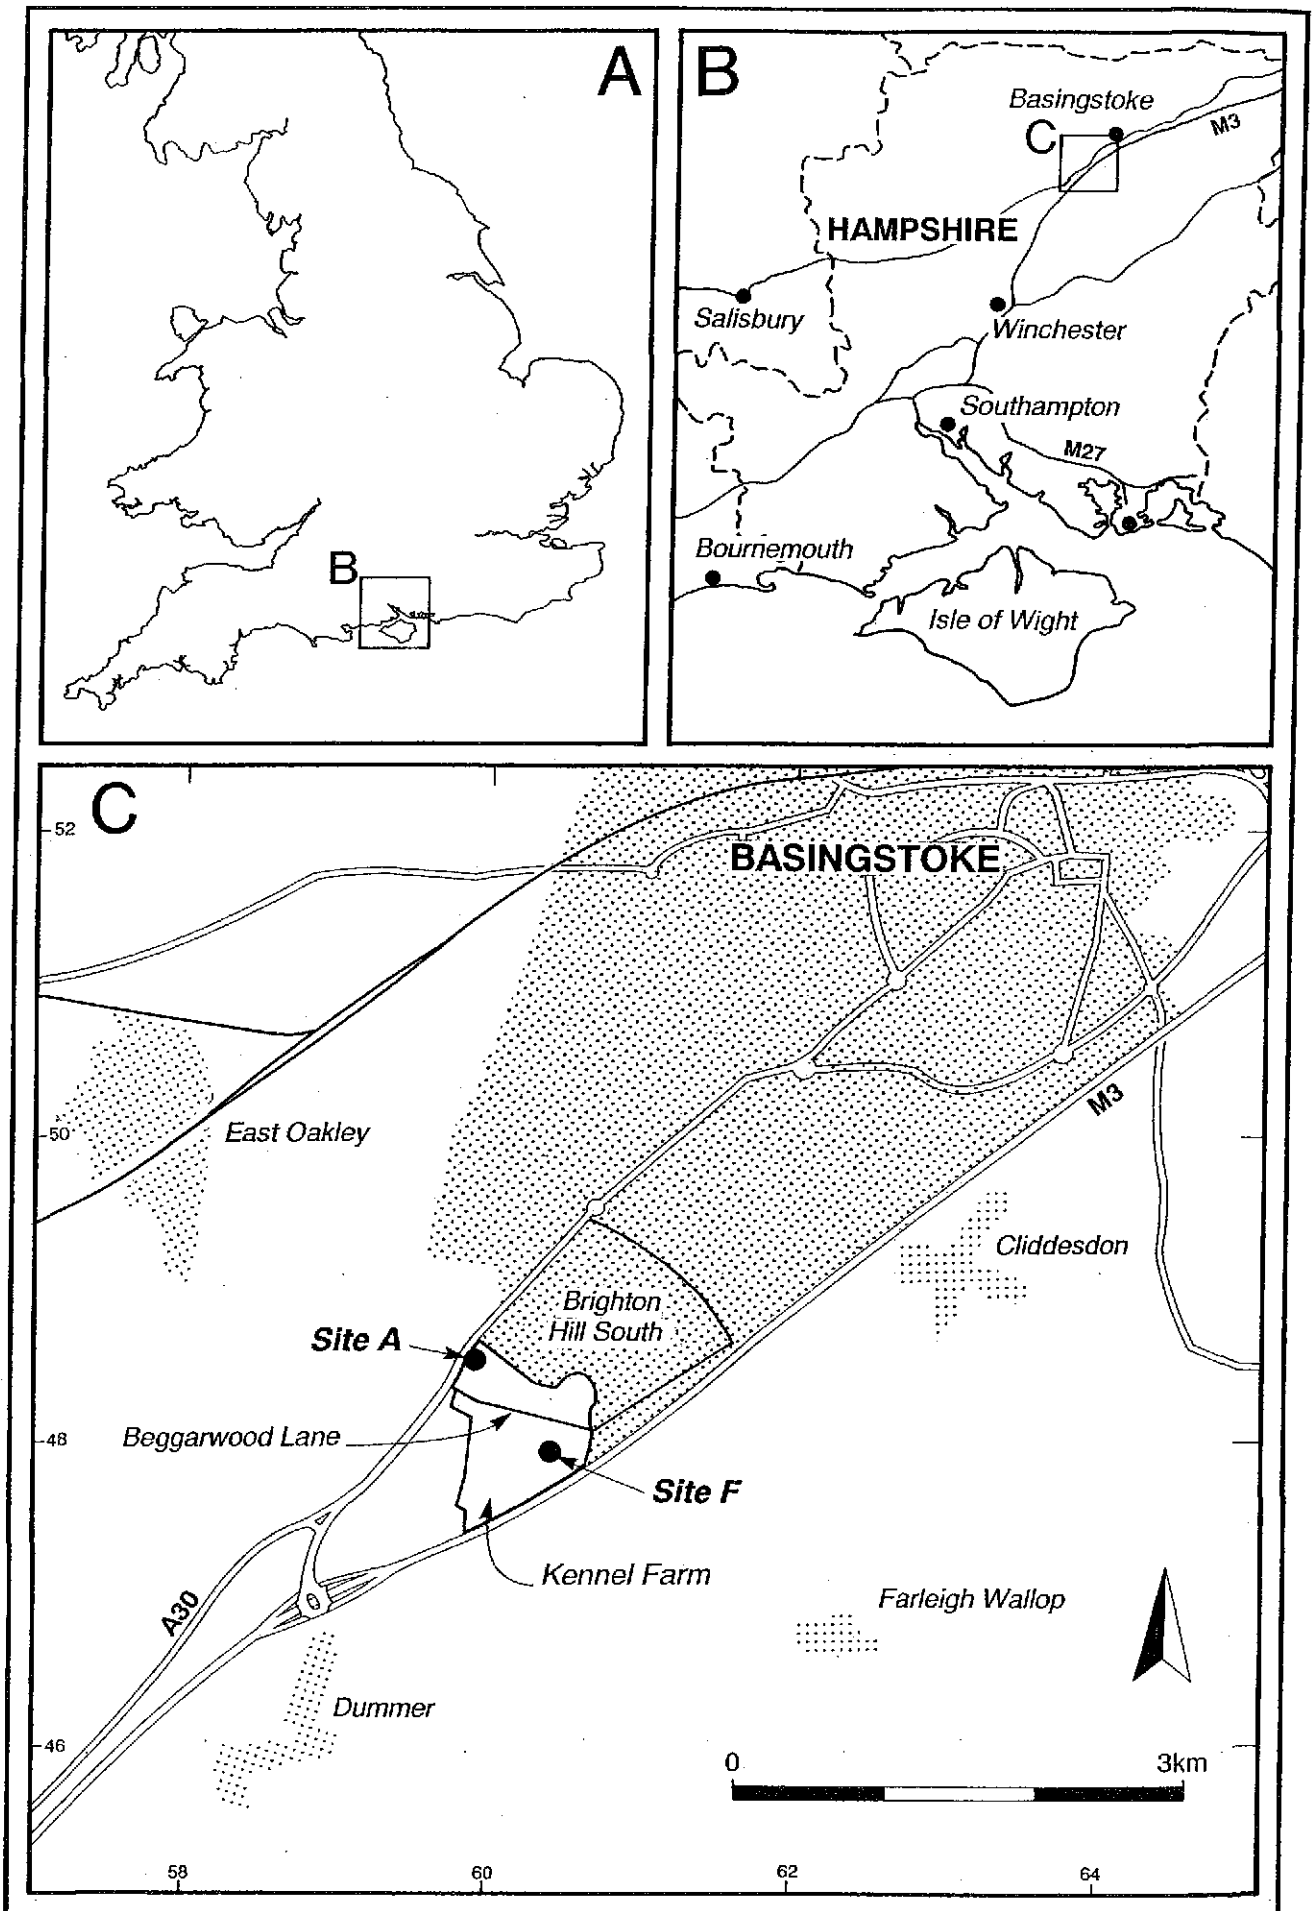 A
B
B
Basingstoke
C
M3
HAMPSHIRE
Salisbury
Winchester
Southampton
M27
Bournemouth
Isle of Wight
C
52
BASINGSTOKE
50
East Oakley
M3
Cliddesdon
Brighton
Hill South
Site A
Beggarwood Lane
48
Site F
Kennel Farm
A30
Farleigh Wallop
Dummer
46
0
3km
58
60
62
64